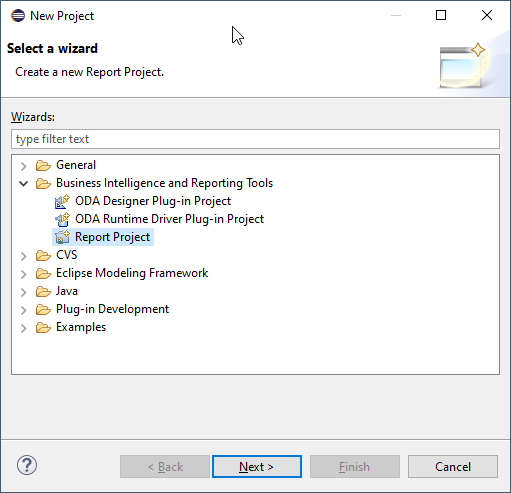 New Project
Select a wizard
Create a new Report Project.
Wizards:
type filter text
General
Business Intelligence and Reporting Tools
ODA Designer Plug-in Project
ODA Runtime Driver Plug-in Project
Report Project
CVS
Eclipse Modeling Framework
Java
Plug-in Development
Examples
? < Back Next > Finish Cancel